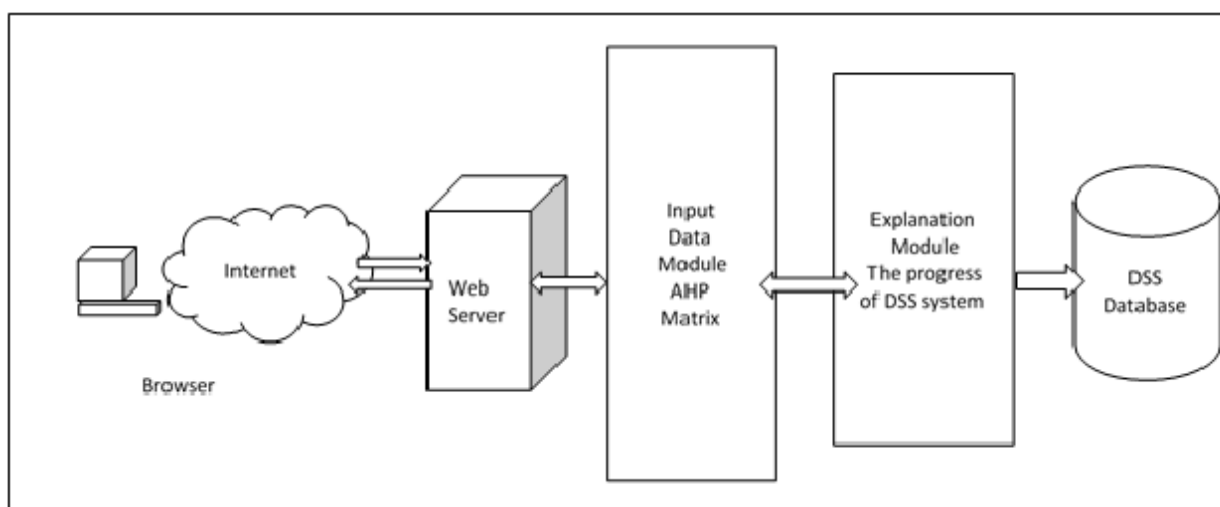 Browser
Internet
Web
Server
Input
Data
Module
AHP
Matrix
Explanation
Module
The progress
of DSS system
DSS
Database